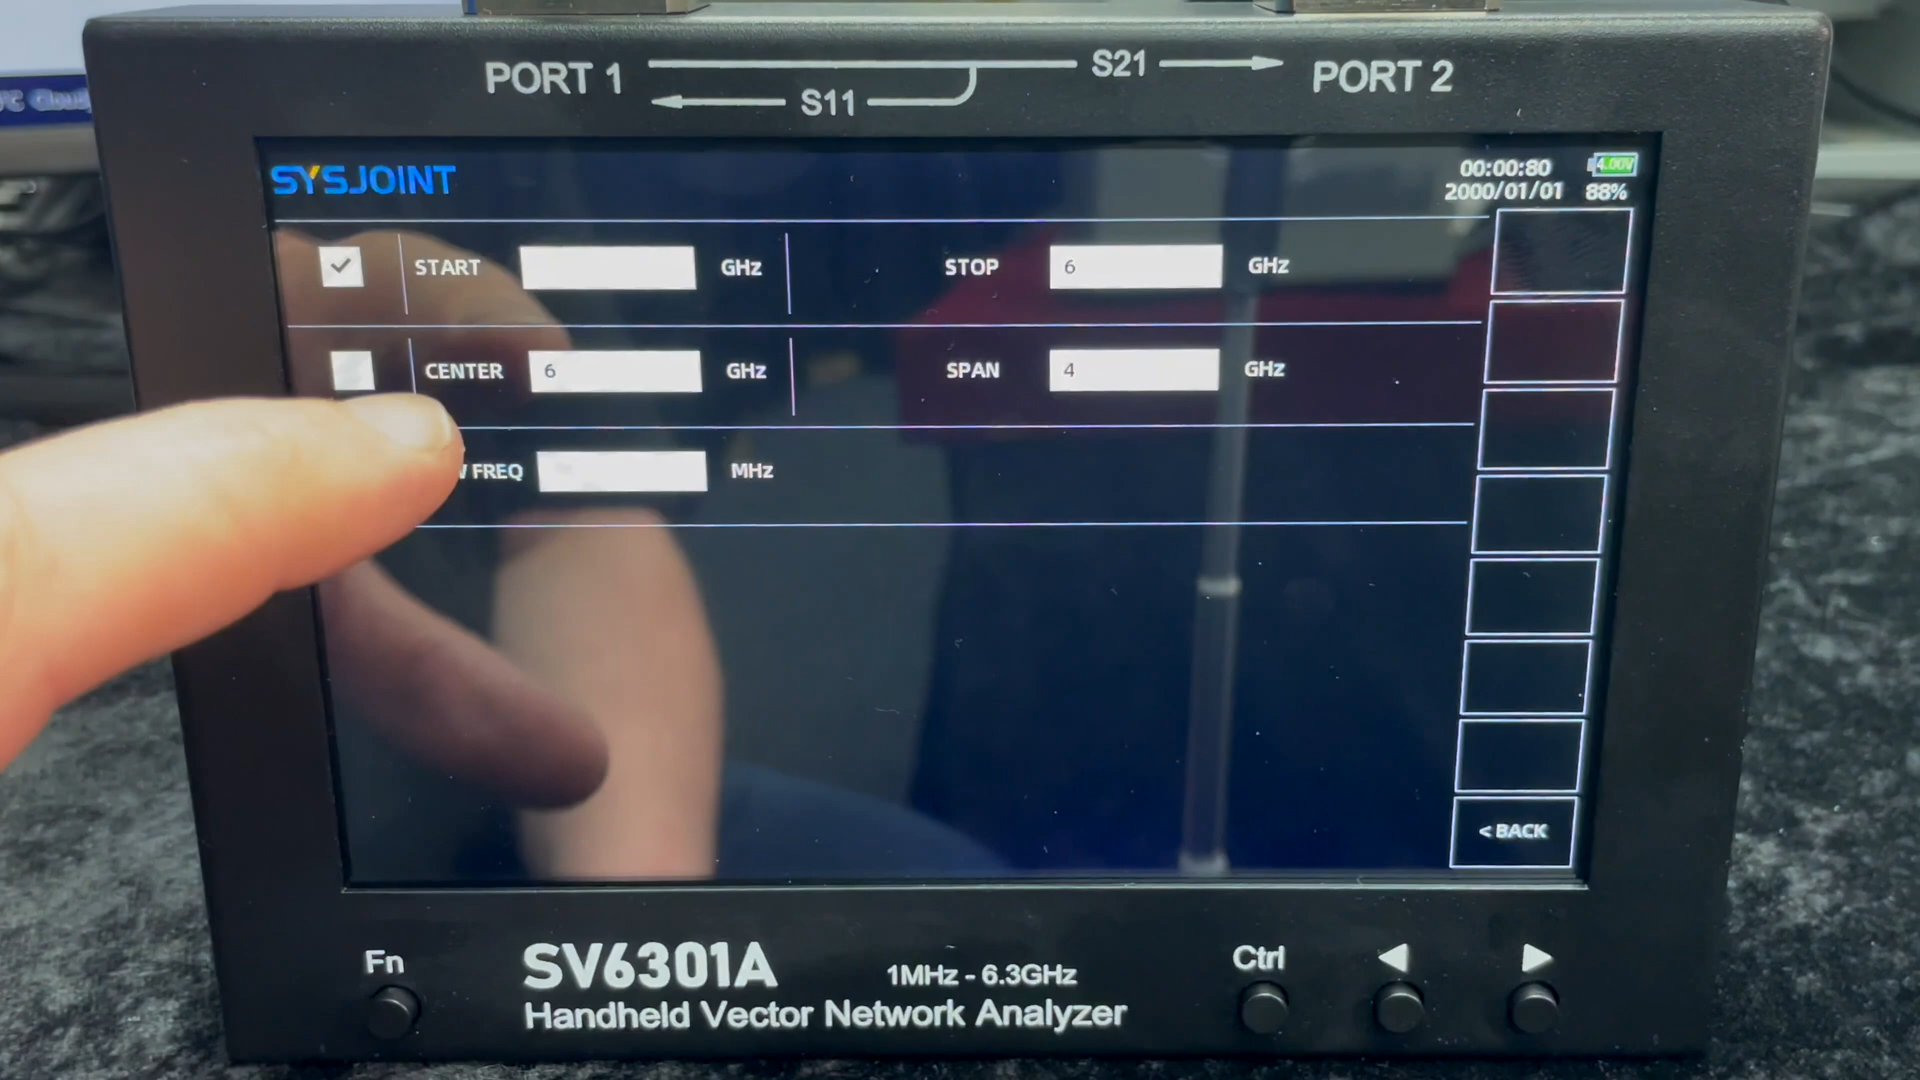 PORT 1
S21
S11
PORT 2
SYSJOINT
00:00:80
2000/01/01
4.00V
88%
START
GHz
STOP
6
GHz
CENTER
6
GHz
SPAN
4
GHz
FREQ
MHz
< BACK
Fn
SV6301A
1MHz - 6.3GHz
Handheld Vector Network Analyzer
Ctrl